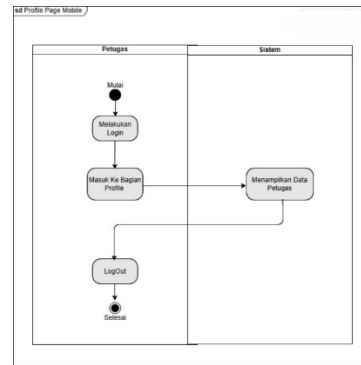 sd Profile Page Mobile
Petugas
Sistem
Mulai
Melakukan
Login
Masuk Ke Bagian
Profile
Menampilkan Data
Petugas
LogOut
Selesai